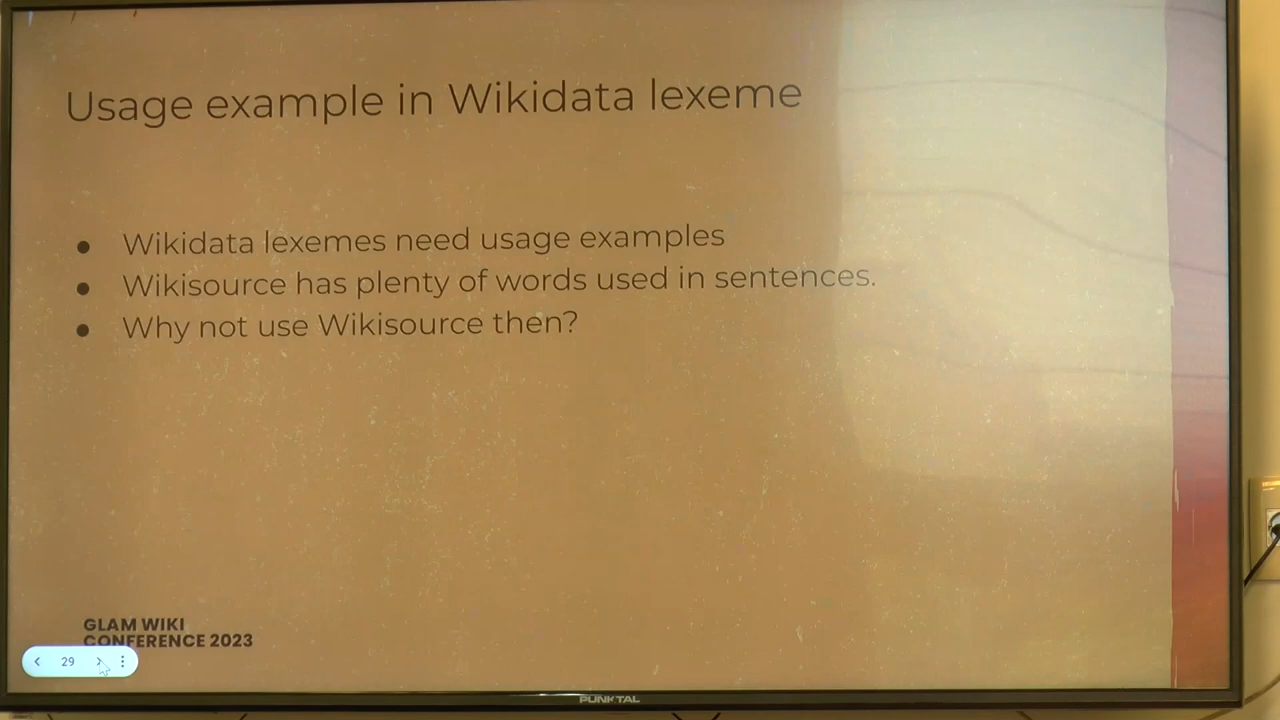 Usage example in Wikidata lexeme
● Wikidata lexemes need usage examples
● Wikisource has plenty of words used in sentences.
● Why not use Wikisource then?
GLAM WIKI
CONFERENCE 2023
29
PUNKTAL